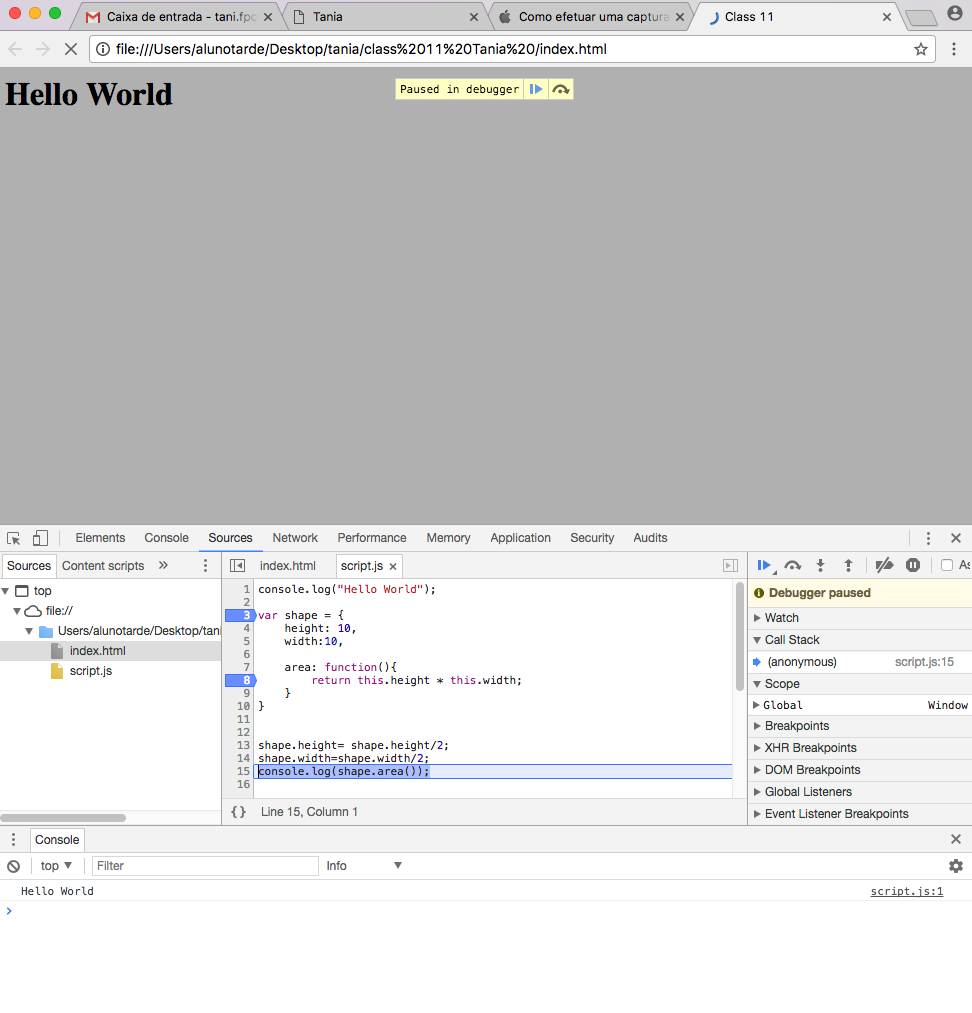 Caixa de entrada - tani.fpc
Tania
Como efetuar uma captura
Class 11
file:///Users/alunotarde/Desktop/tania/class%2011%20Tania%20/index.html
Hello World
Paused in debugger
Elements Console Sources Network Performance Memory Application Security Audits
Sources Content scripts »
index.html script.js
As
top
file://
Users/alunotarde/Desktop/tani
index.html
script.js
1 console.log("Hello World");
2
3 var shape = {
4     height: 10,
5     width:10,
6
7     area: function(){
8         return this.height * this.width;
9     }
10 }
11
12
13 shape.height= shape.height/2;
14 shape.width=shape.width/2;
15 console.log(shape.area());
16
{} Line 15, Column 1
Debugger paused
Watch
Call Stack
(anonymous) script.js:15
Scope
Global Window
Breakpoints
XHR Breakpoints
DOM Breakpoints
Global Listeners
Event Listener Breakpoints
Console
top Filter Info
Hello World script.js:1